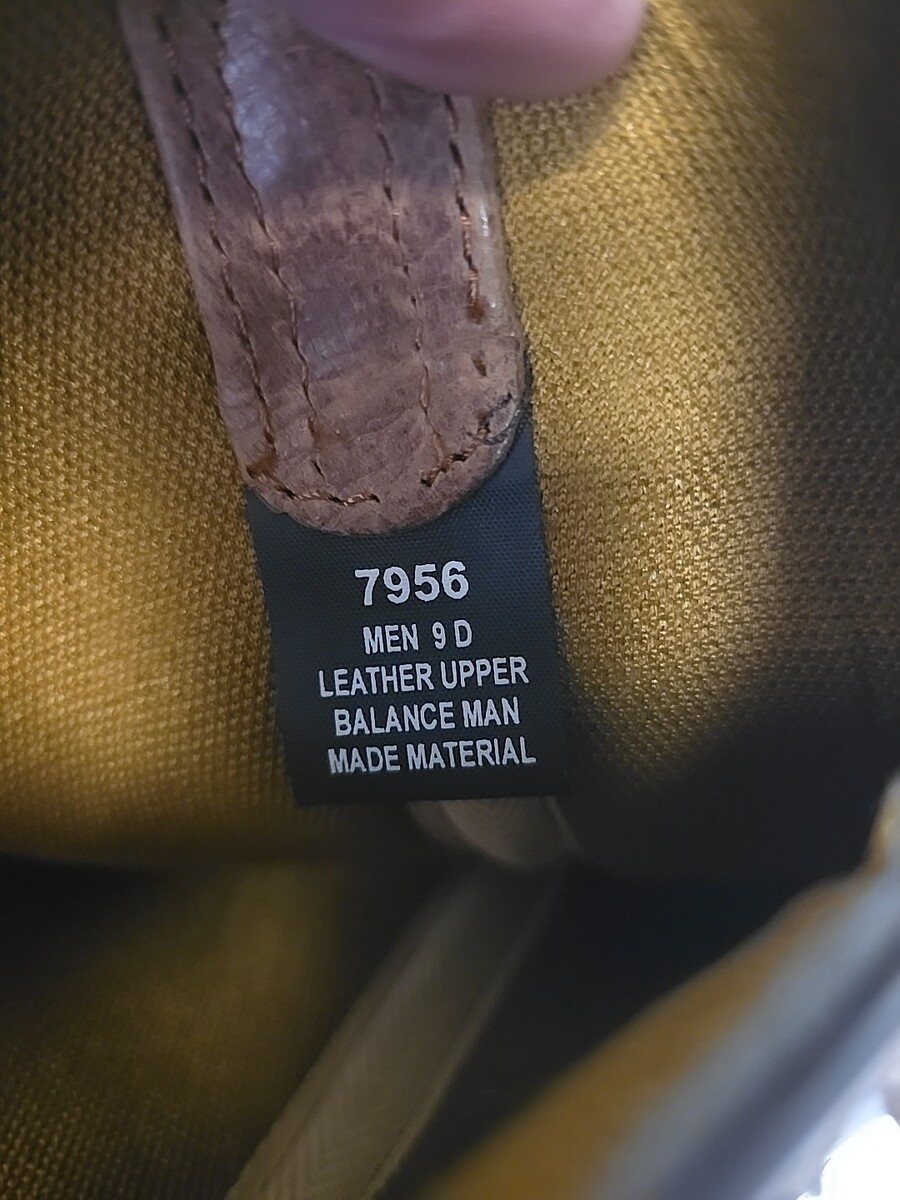 7956
MEN 9 D
LEATHER UPPER
BALANCE MAN
MADE MATERIAL